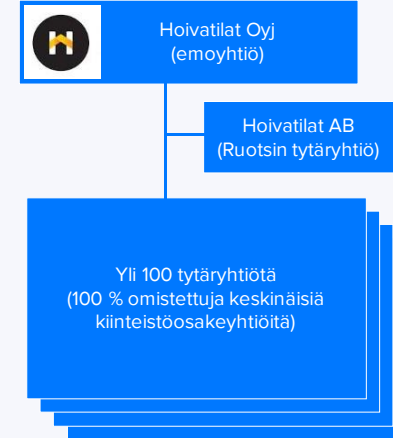 Hoivatilat Oyj
(emoyhtiö)
Hoivatilat AB
(Ruotsin tytäryhtiö)
Yli 100 tytäryhtiötä
(100 % omistettuja keskinäisiä
kiinteistöosakeyhtiöitä)